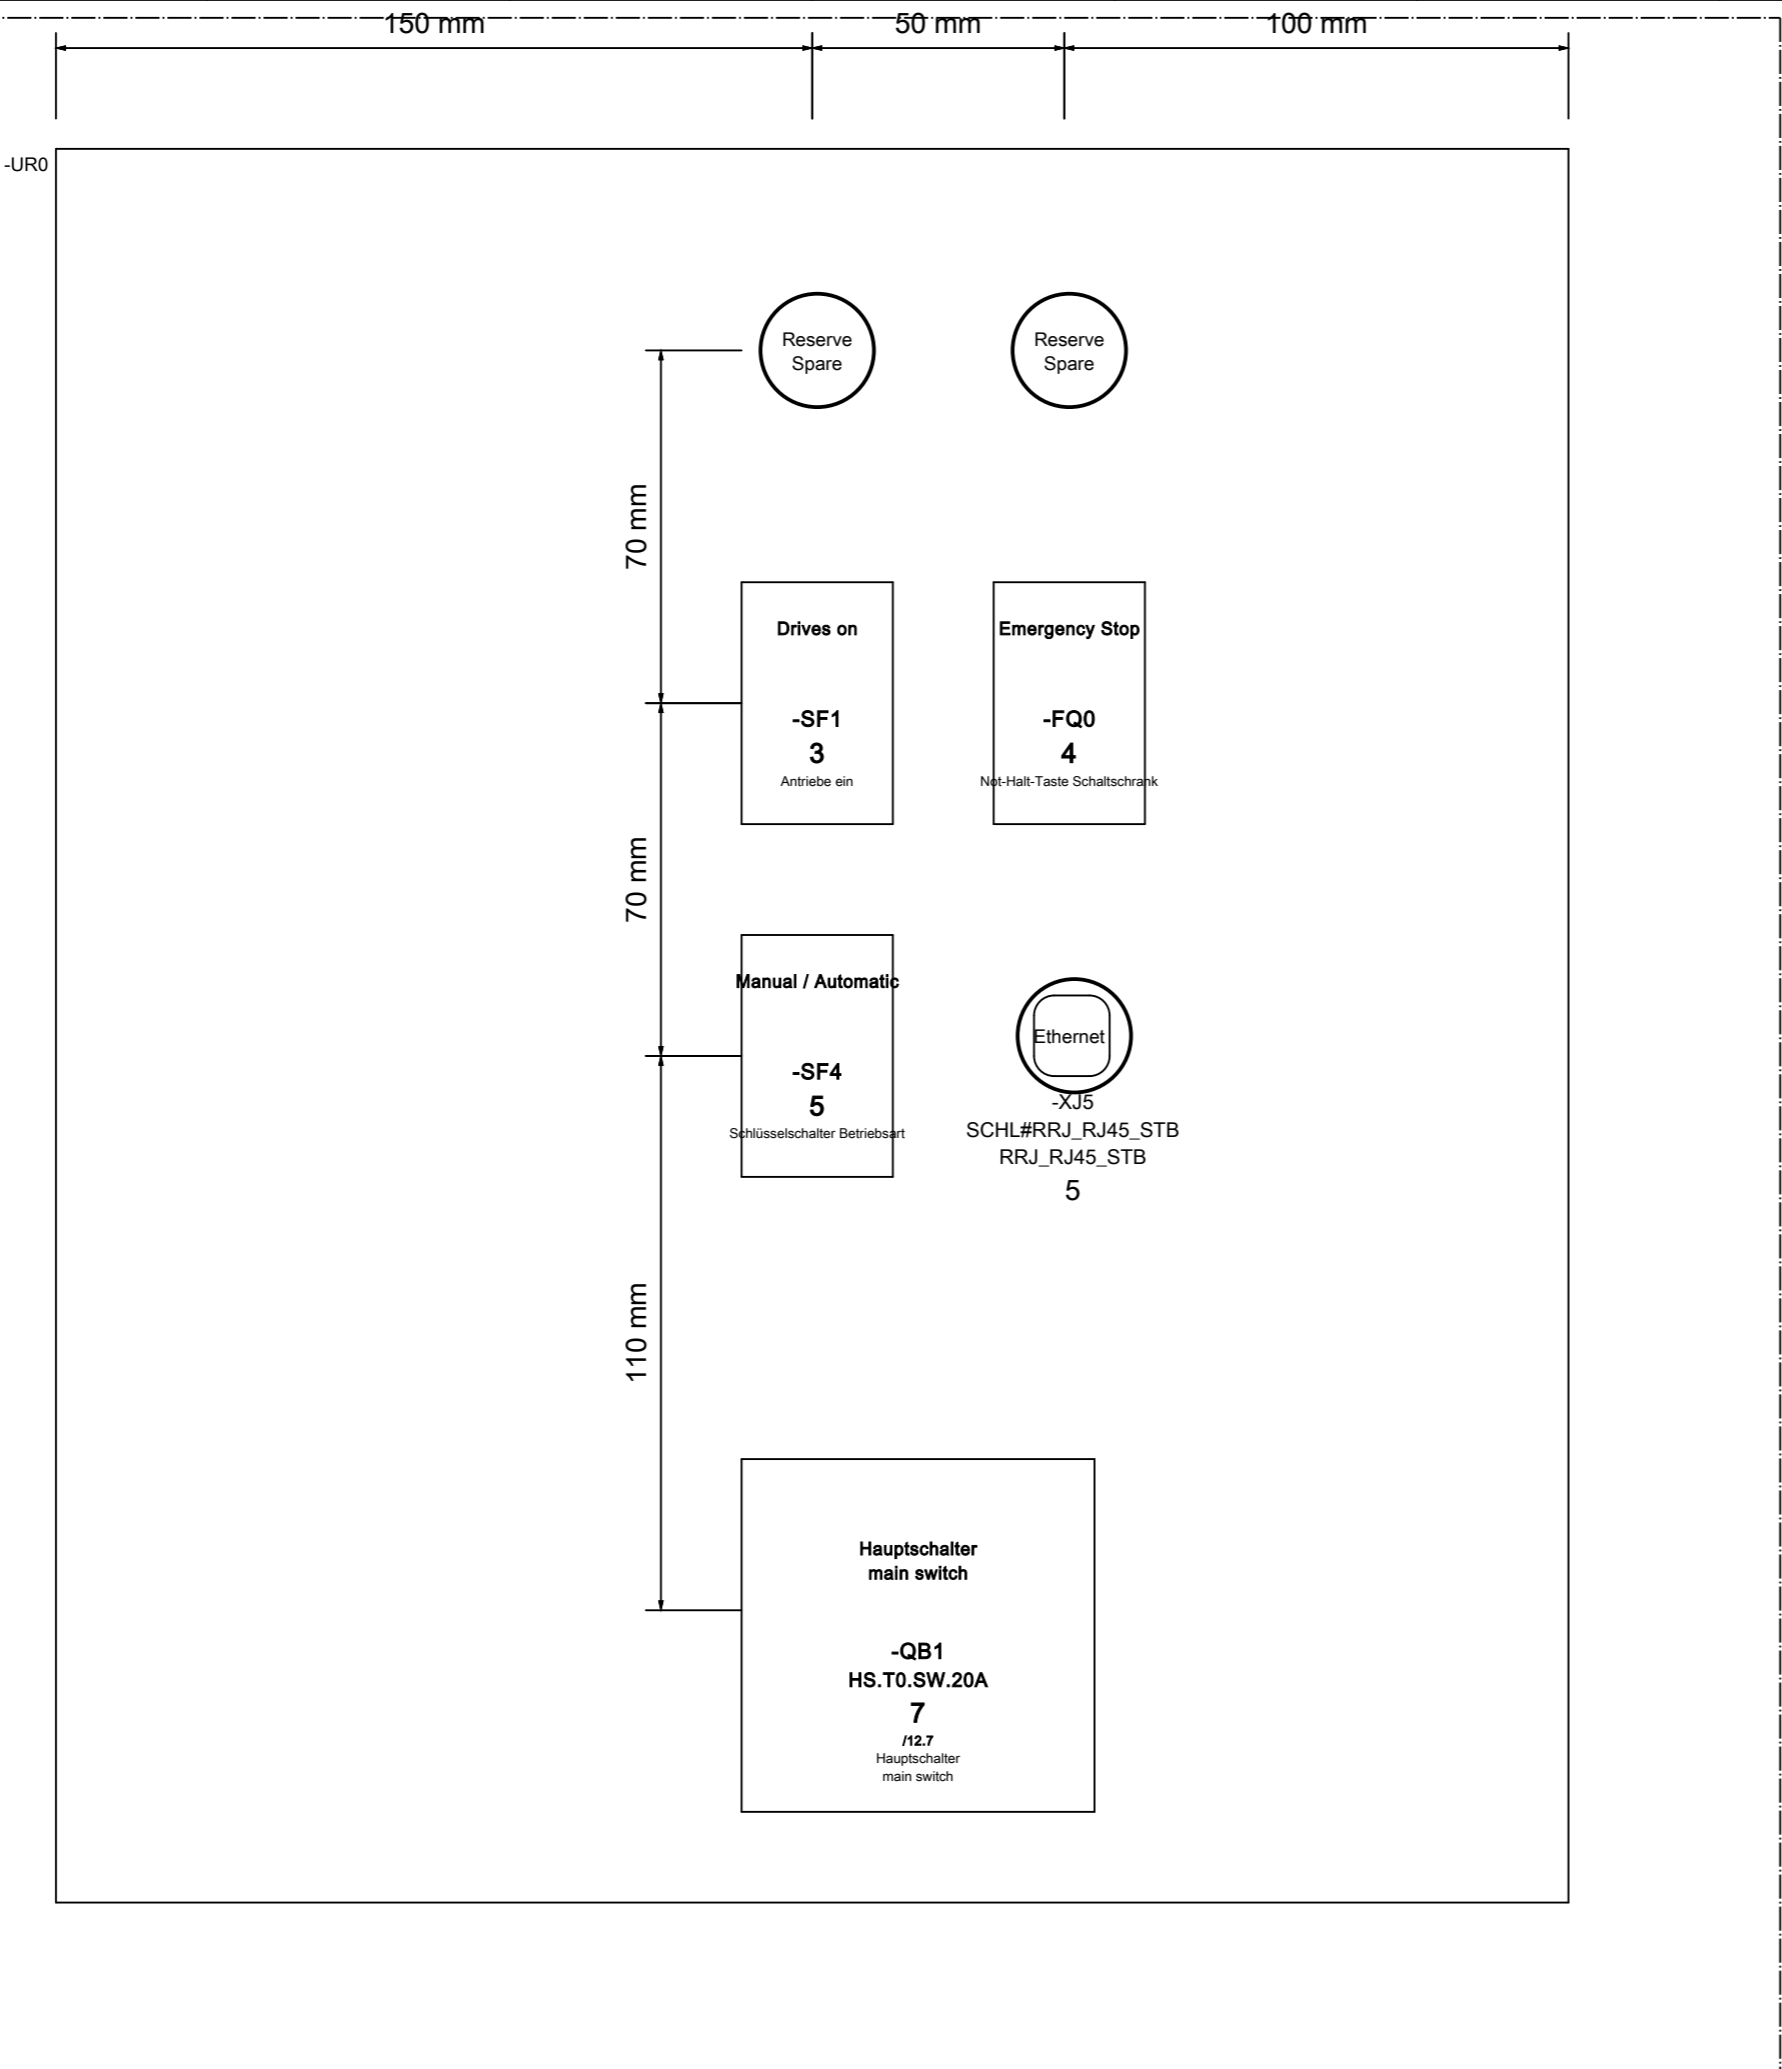 150 mm
50 mm
100 mm
-UR0
Reserve
Spare
Reserve
Spare
70 mm
Drives on
-SF1
3
Antriebe ein
Emergency Stop
-FQ0
4
Not-Halt-Taste Schaltschrank
70 mm
Manual / Automatic
-SF4
5
Schlüsselschalter Betriebsart
Ethernet
-XJ5
SCHL#RRJ_RJ45_STB
RRJ_RJ45_STB
5
110 mm
Hauptschalter
main switch
-QB1
HS.T0.SW.20A
7
/12.7
Hauptschalter
main switch